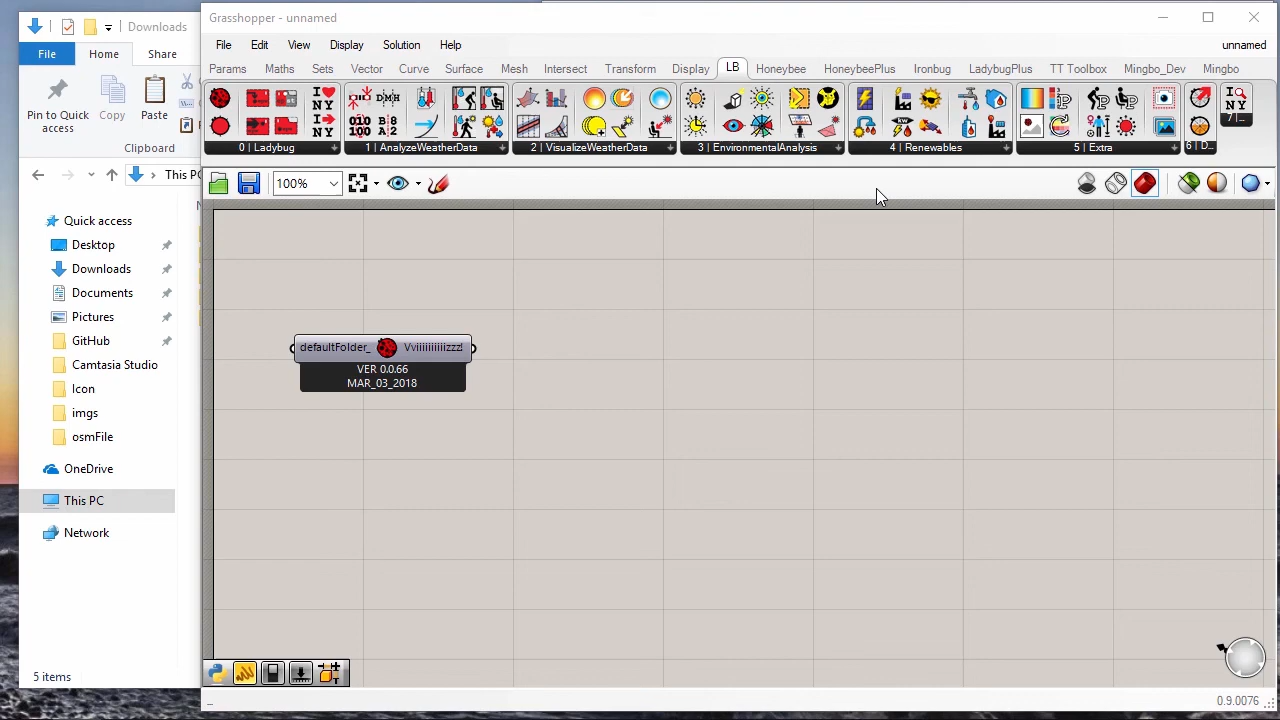 Downloads
File Home Share
Pin to Quick access
Copy
Paste
Clipboard
This PC
Quick access
Desktop
Downloads
Documents
Pictures
GitHub
Camtasia Studio
Icon
imgs
osmFile
OneDrive
This PC
Network
5 items
Grasshopper - unnamed
File Edit View Display Solution Help unnamed
Params Maths Sets Vector Curve Surface Mesh Intersect Transform Display LB Honeybee HoneybeePlus Ironbug LadybugPlus TT Toolbox Mingbo_Dev Mingbo
0 | Ladybug 1 | AnalyzeWeatherData 2 | VisualizeWeatherData 3 | EnvironmentalAnalysis 4 | Renewables 5 | Extra 6 | D... 7 | ...
100%
defaultFolder_
VER 0.0.66
MAR_03_2018
0.9.0076